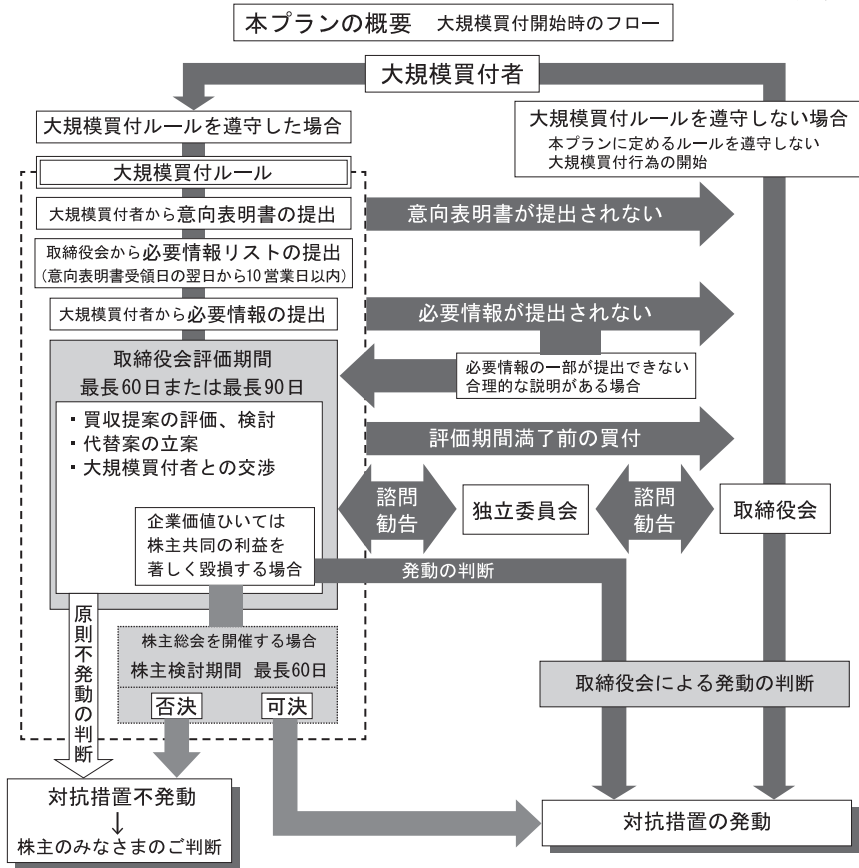 本プランの概要 大規模買付開始時のフロー
大規模買付者
大規模買付ルールを遵守した場合
大規模買付ルールを遵守しない場合
本プランに定めるルールを遵守しない
大規模買付行為の開始
大規模買付ルール
大規模買付者から意向表明書の提出
意向表明書が提出されない
取締役会から必要情報リストの提出
(意向表明書受領日の翌日から10営業日以内)
大規模買付者から必要情報の提出
必要情報が提出されない
必要情報の一部が提出できない
合理的な説明がある場合
取締役会評価期間
最長60日または最長90日
・買収提案の評価、検討
・代替案の立案
・大規模買付者との交渉
評価期間満了前の買付
諮問
勧告
独立委員会
諮問
勧告
取締役会
企業価値ひいては
株主共同の利益を
著しく毀損する場合
発動の判断
原則不発動の判断
株主総会を開催する場合
株主検討期間 最長60日
否決
可決
取締役会による発動の判断
対抗措置不発動
↓
株主のみなさまのご判断
対抗措置の発動